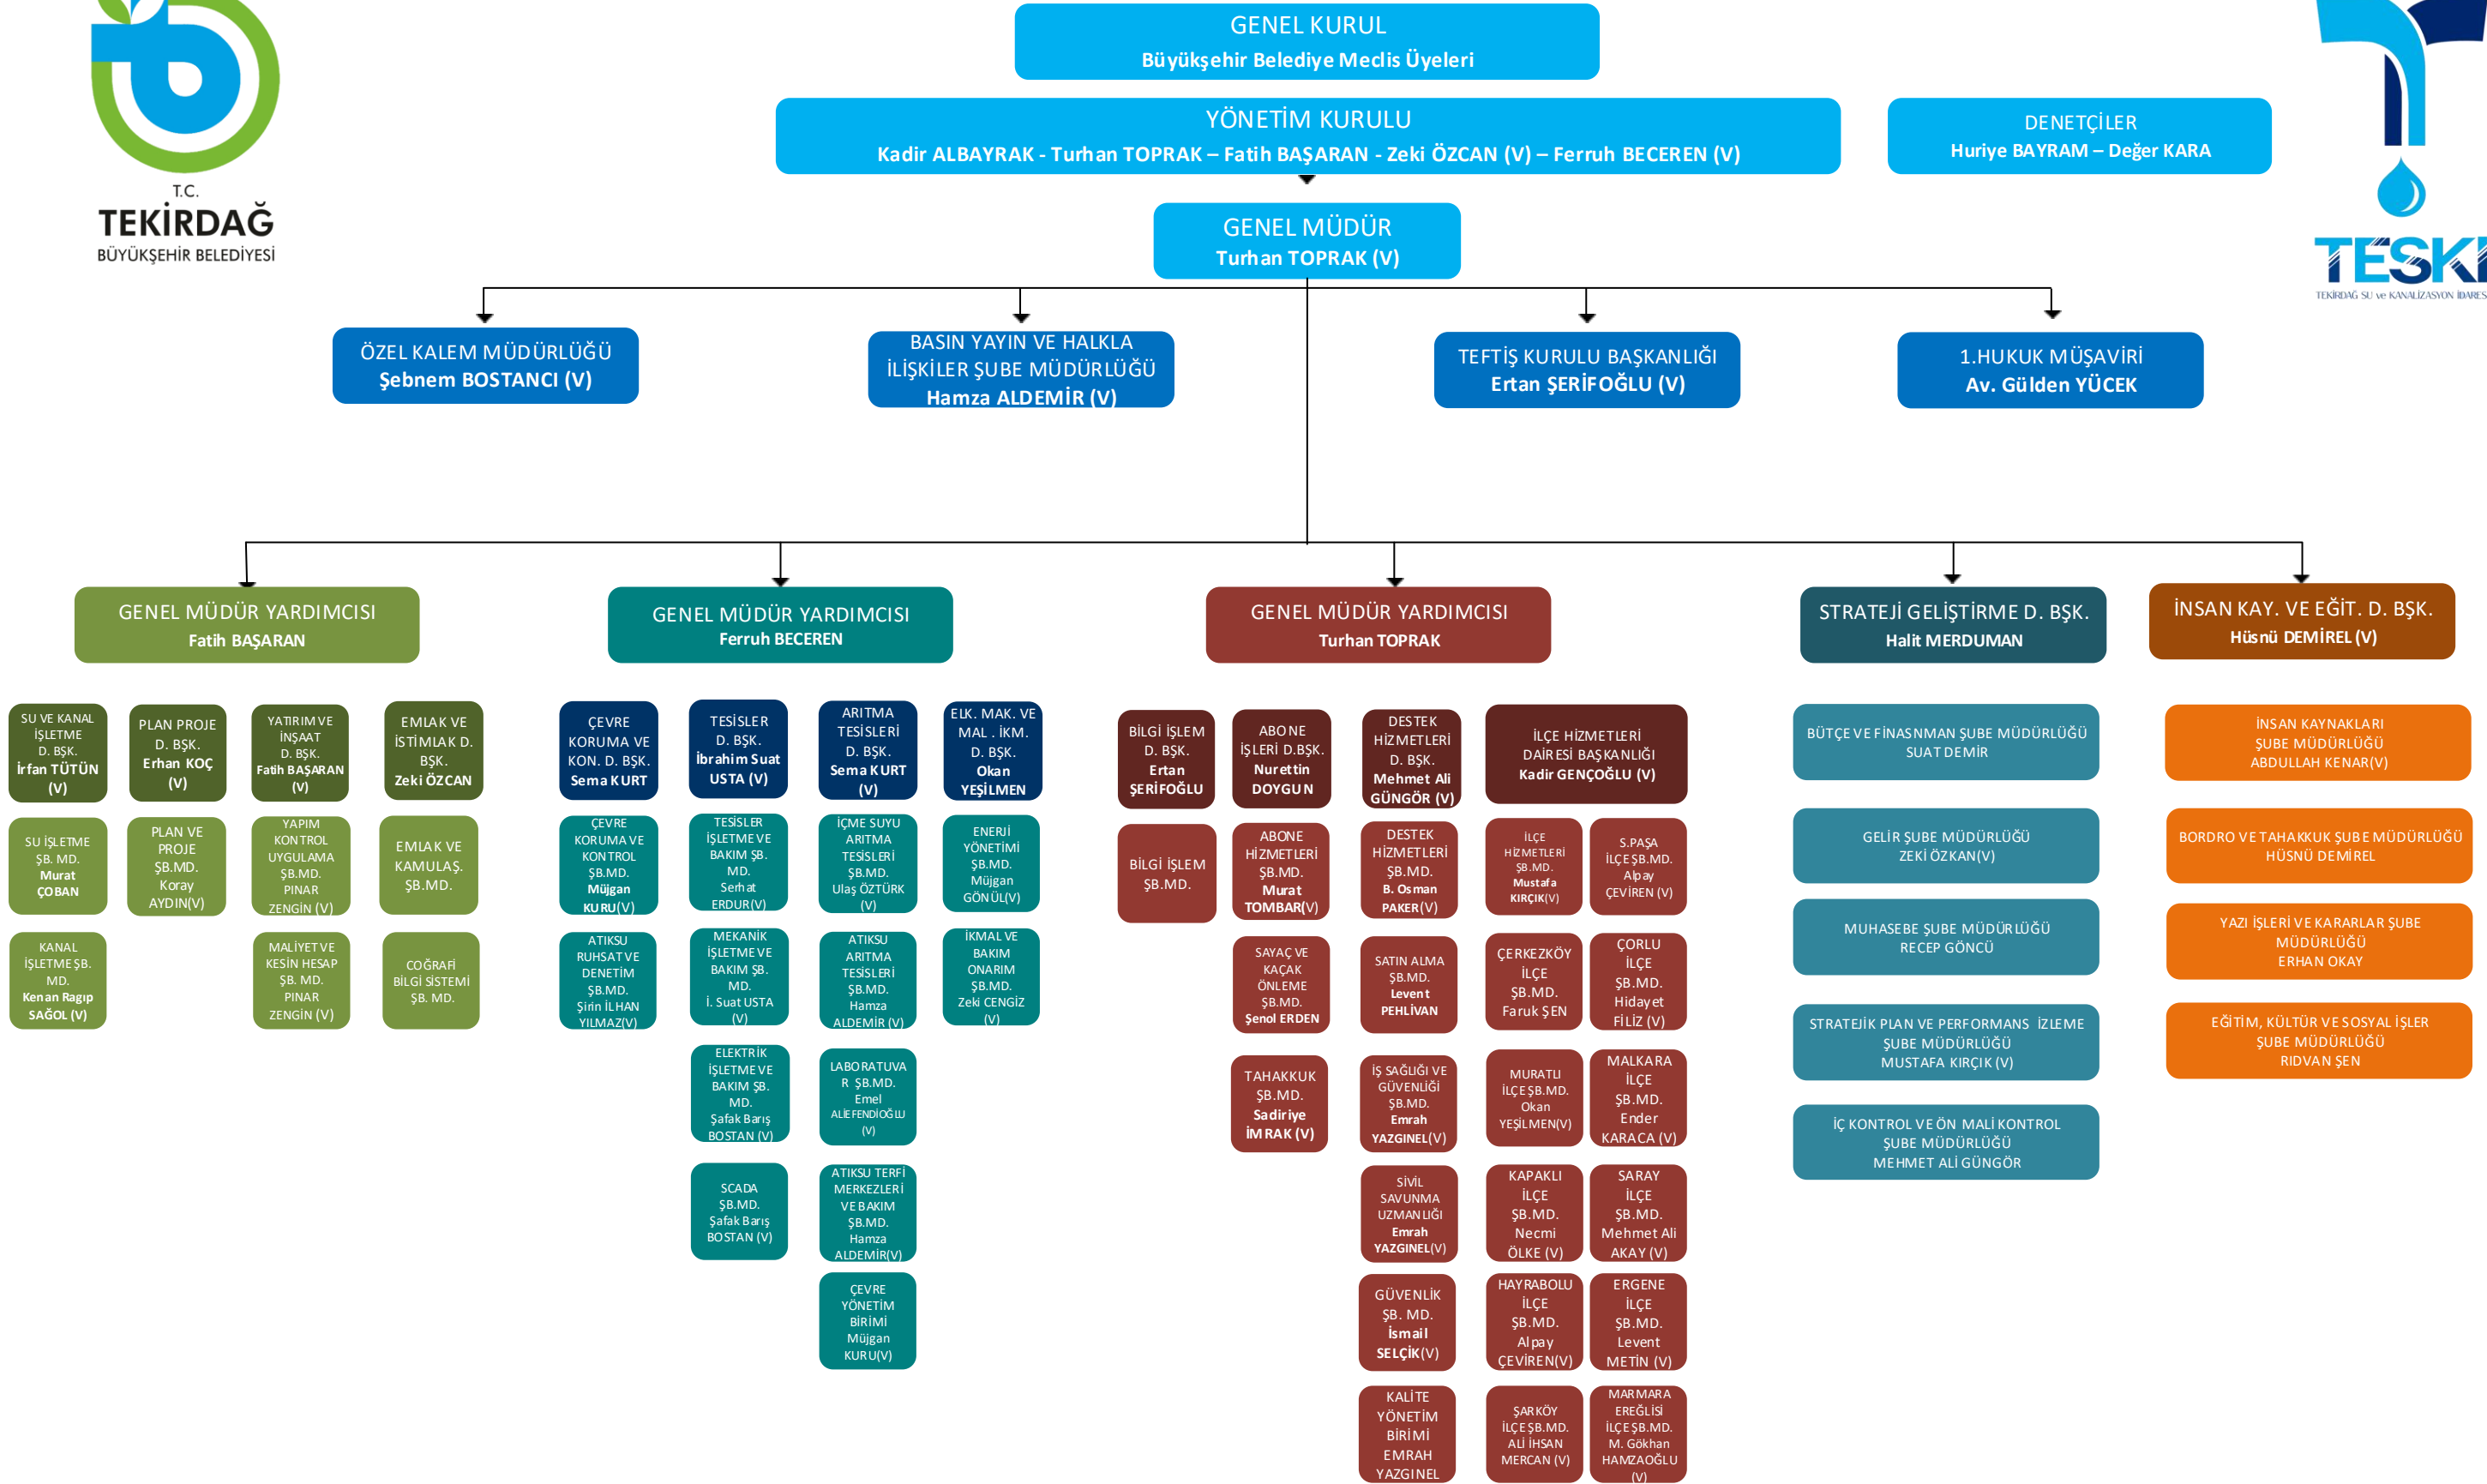 T.C.
TEKİRDAĞ
BÜYÜKŞEHİR BELEDİYESİ
GENEL KURUL
Büyükşehir Belediye Meclis Üyeleri
YÖNETİM KURULU
Kadir ALBAYRAK - Turhan TOPRAK – Fatih BAŞARAN - Zeki ÖZCAN (V) – Ferruh BECEREN (V)
DENETÇİLER
Huriye BAYRAM – Değer KARA
TESKİ
TEKİRDAĞ SU ve KANALİZASYON İDARESİ
GENEL MÜDÜR
Turhan TOPRAK (V)
ÖZEL KALEM MÜDÜRLÜĞÜ
Şebnem BOSTANCI (V)
BASIN YAYIN VE HALKLA
İLİŞKİLER ŞUBE MÜDÜRLÜĞÜ
Hamza ALDEMİR (V)
TEFTİŞ KURULU BAŞKANLIĞI
Ertan ŞERİFOĞLU (V)
1.HUKUK MÜŞAVİRİ
Av. Gülden YÜCEK
GENEL MÜDÜR YARDIMCISI
Fatih BAŞARAN
GENEL MÜDÜR YARDIMCISI
Ferruh BECEREN
GENEL MÜDÜR YARDIMCISI
Turhan TOPRAK
STRATEJİ GELİŞTİRME D. BŞK.
Halit MERDUMAN
İNSAN KAY. VE EĞİT. D. BŞK.
Hüsnü DEMİREL (V)
SU VE KANAL
İŞLETME
D. BŞK.
İrfan TÜTÜN
(V)
PLAN PROJE
D. BŞK.
Erhan KOÇ
(V)
YATIRIM VE
İNŞAAT
D. BŞK.
Fatih BAŞARAN
(V)
EMLAK VE
İSTİMLAK D.
BŞK.
Zeki ÖZCAN
SU İŞLETME
ŞB. MD.
Murat
ÇOBAN
PLAN VE
PROJE
ŞB.MD.
Koray
AYDIN(V)
YAPIM
KONTROL
UYGULAMA
ŞB.MD.
PINAR
ZENGİN (V)
EMLAK VE
KAMULAŞ.
ŞB.MD.
KANAL
İŞLETME ŞB.
MD.
Kenan Ragıp
SAĞOL (V)
MALİYET VE
KESİN HESAP
ŞB. MD.
PINAR
ZENGİN (V)
COĞRAFİ
BİLGİ SİSTEMİ
ŞB. MD.
ÇEVRE
KORUMA VE
KON. D. BŞK.
Sema KURT
TESİSLER
D. BŞK.
İbrahim Suat
USTA (V)
ARITMA
TESİSLERİ
D. BŞK.
Sema KURT
(V)
ELK. MAK. VE
MAL . İKM.
D. BŞK.
Okan
YEŞİLMEN
ÇEVRE
KORUMA VE
KONTROL
ŞB.MD.
Müjgan
KURU(V)
TESİSLER
İŞLETME VE
BAKIM ŞB.
MD.
Serhat
ERDUR(V)
İÇME SUYU
ARITMA
TESİSLERİ
ŞB.MD.
Ulaş ÖZTÜRK
(V)
ENERJİ
YÖNETİMİ
ŞB.MD.
Müjgan
GÖNÜL(V)
ATIKSU
RUHSAT VE
DENETİM
ŞB.MD.
Şirin İLHAN
YILMAZ(V)
MEKANİK
İŞLETME VE
BAKIM ŞB.
MD.
İ. Suat USTA
(V)
ATIKSU
ARITMA
TESİSLERİ
ŞB.MD.
Hamza
ALDEMİR (V)
İKMAL VE
BAKIM
ONARIM
ŞB.MD.
Zeki CENGİZ
(V)
ELEKTRİK
İŞLETME VE
BAKIM ŞB.
MD.
Şafak Barış
BOSTAN (V)
LABORATUVA
R ŞB.MD.
Emel
ALİEFENDİOĞLU
(V)
SCADA
ŞB.MD.
Şafak Barış
BOSTAN (V)
ATIKSU TERFİ
MERKEZLERİ
VE BAKIM
ŞB.MD.
Hamza
ALDEMİR(V)
ÇEVRE
YÖNETİM
BİRİMİ
Müjgan
KURU(V)
BİLGİ İŞLEM
D. BŞK.
Ertan
ŞERİFOĞLU
ABONE
İŞLERİ D.BŞK.
Nurettin
DOYGUN
DESTEK
HİZMETLERİ
D. BŞK.
Mehmet Ali
GÜNGÖR (V)
İLÇE HİZMETLERİ
DAİRESİ BAŞKANLIĞI
Kadir GENÇOĞLU (V)
BİLGİ İŞLEM
ŞB.MD.
ABONE
HİZMETLERİ
ŞB.MD.
Murat
TOMBAR(V)
DESTEK
HİZMETLERİ
ŞB.MD.
B. Osman
PAKER(V)
İLÇE
HİZMETLERİ
ŞB.MD.
Mustafa
KIRÇIK(V)
S.PAŞA
İLÇE ŞB.MD.
Alpay
ÇEVİREN (V)
SAYAÇ VE
KAÇAK
ÖNLEME
ŞB.MD.
Şenol ERDEN
SATIN ALMA
ŞB.MD.
Levent
PEHLİVAN
ÇERKEZKÖY
İLÇE
ŞB.MD.
Faruk ŞEN
ÇORLU
İLÇE
ŞB.MD.
Hidayet
FİLİZ (V)
TAHAKKUK
ŞB.MD.
Sadiriye
İMRAK (V)
İŞ SAĞLIĞI VE
GÜVENLİĞİ
ŞB.MD.
Emrah
YAZGINEL(V)
MURATLI
İLÇE ŞB.MD.
Okan
YEŞİLMEN(V)
MALKARA
İLÇE
ŞB.MD.
Ender
KARACA (V)
SİVİL
SAVUNMA
UZMANLIĞI
Emrah
YAZGINEL(V)
KAPAKLI
İLÇE
ŞB.MD.
Necmi
ÖLKE (V)
SARAY
İLÇE
ŞB.MD.
Mehmet Ali
AKAY (V)
GÜVENLİK
ŞB. MD.
İsmail
SELÇİK(V)
HAYRABOLU
İLÇE
ŞB.MD.
Alpay
ÇEVİREN(V)
ERGENE
İLÇE
ŞB.MD.
Levent
METİN (V)
KALİTE
YÖNETİM
BİRİMİ
EMRAH
YAZGINEL
ŞARKÖY
İLÇE ŞB.MD.
ALİ İHSAN
MERCAN (V)
MARMARA
EREĞLİSİ
İLÇE ŞB.MD.
M. Gökhan
HAMZAOĞLU
(V)
BÜTÇE VE FİNASNMAN ŞUBE MÜDÜRLÜĞÜ
SUAT DEMİR
GELİR ŞUBE MÜDÜRLÜĞÜ
ZEKİ ÖZKAN(V)
MUHASEBE ŞUBE MÜDÜRLÜĞÜ
RECEP GÖNCÜ
STRATEJİK PLAN VE PERFORMANS İZLEME
ŞUBE MÜDÜRLÜĞÜ
MUSTAFA KIRÇIK (V)
İÇ KONTROL VE ÖN MALİ KONTROL
ŞUBE MÜDÜRLÜĞÜ
MEHMET ALİ GÜNGÖR
İNSAN KAYNAKLARI
ŞUBE MÜDÜRLÜĞÜ
ABDULLAH KENAR(V)
BORDRO VE TAHAKKUK ŞUBE MÜDÜRLÜĞÜ
HÜSNÜ DEMİREL
YAZI İŞLERİ VE KARARLAR ŞUBE
MÜDÜRLÜĞÜ
ERHAN OKAY
EĞİTİM, KÜLTÜR VE SOSYAL İŞLER
ŞUBE MÜDÜRLÜĞÜ
RIDVAN ŞEN